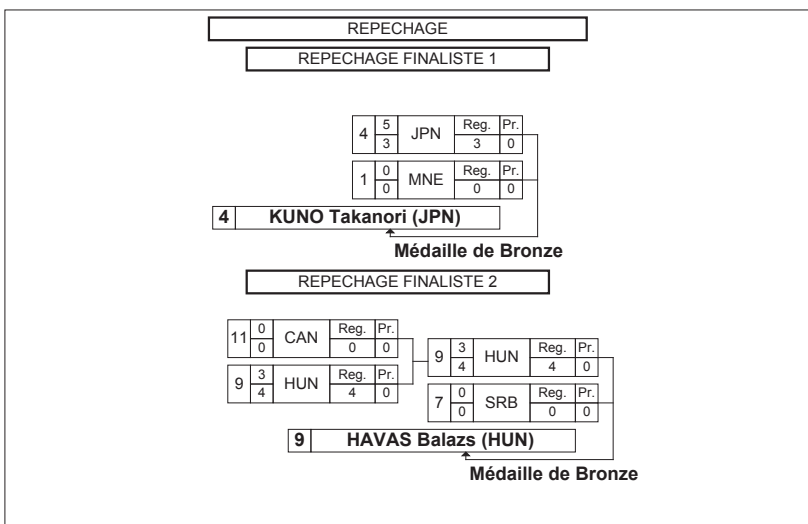 REPECHAGE
REPECHAGE FINALISTE 1
4 5 JPN Reg. Pr.
3 3 0
1 0 MNE Reg. Pr.
0 0 0
4 KUNO Takanori (JPN)
Médaille de Bronze
REPECHAGE FINALISTE 2
11 0 CAN Reg. Pr.
0 0 0
9 3 HUN Reg. Pr.
4 4 0
9 3 HUN Reg. Pr.
4 4 0
7 0 SRB Reg. Pr.
0 0 0
9 HAVAS Balazs (HUN)
Médaille de Bronze